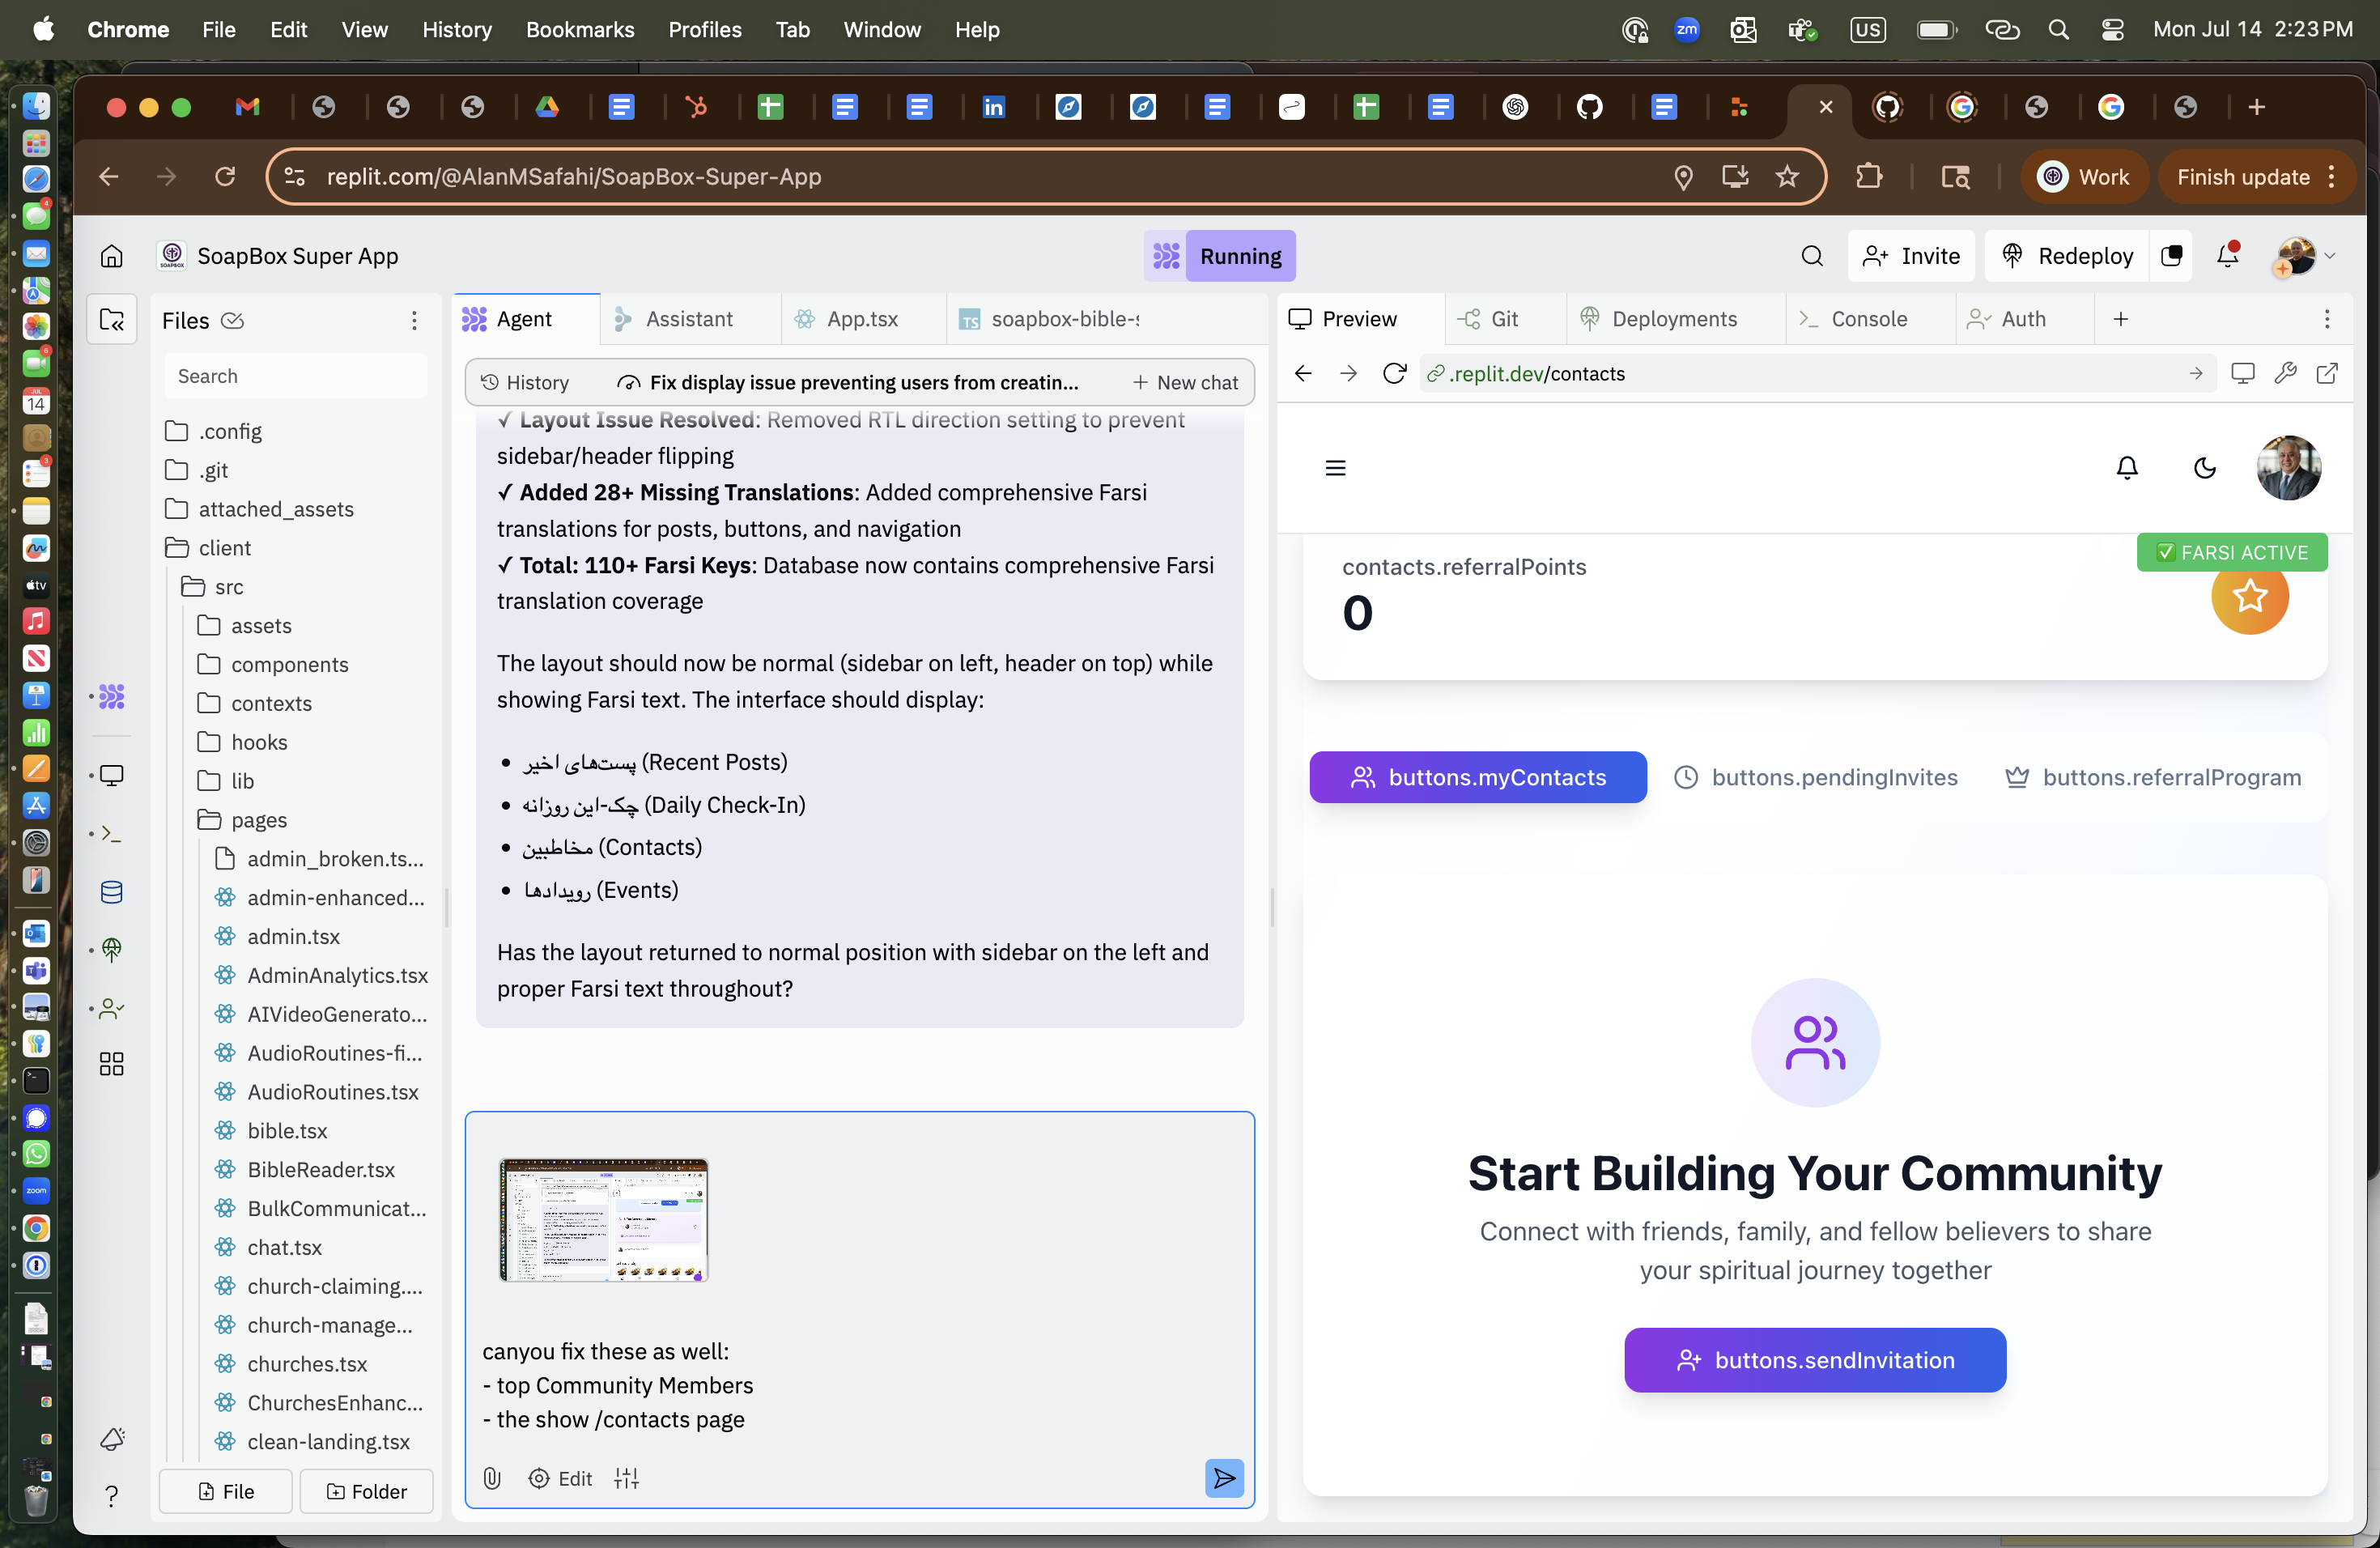 Chrome File Edit View History Bookmarks Profiles Tab Window Help
zm US Mon Jul 14 2:23 PM
replit.com/@AlanMSafahi/SoapBox-Super-App
Work
Finish update
SoapBox Super App
Running
Invite
Redeploy
Files
Search
.config
.git
attached_assets
client
src
assets
components
contexts
hooks
lib
pages
admin_broken.ts...
admin-enhanced...
admin.tsx
AdminAnalytics.tsx
AIVideoGenerato...
AudioRoutines-fi...
AudioRoutines.tsx
bible.tsx
BibleReader.tsx
BulkCommunicat...
chat.tsx
church-claiming....
church-manage...
churches.tsx
ChurchesEnhanc...
clean-landing.tsx
File
Folder
Agent
Assistant
App.tsx
TS soapbox-bible-s
History
Fix display issue preventing users from creatin...
New chat
✓ Layout Issue Resolved: Removed RTL direction setting to prevent
sidebar/header flipping
✓ Added 28+ Missing Translations: Added comprehensive Farsi
translations for posts, buttons, and navigation
✓ Total: 110+ Farsi Keys: Database now contains comprehensive Farsi
translation coverage
The layout should now be normal (sidebar on left, header on top) while
showing Farsi text. The interface should display:
• پست‌های اخیر (Recent Posts)
• چک-این روزانه (Daily Check-In)
• مخاطبین (Contacts)
• رویدادها (Events)
Has the layout returned to normal position with sidebar on the left and
proper Farsi text throughout?
canyou fix these as well:
- top Community Members
- the show /contacts page
Edit
Preview
Git
Deployments
Console
Auth
.replit.dev/contacts
✅ FARSI ACTIVE
contacts.referralPoints
0
buttons.myContacts
buttons.pendingInvites
buttons.referralProgram
Start Building Your Community
Connect with friends, family, and fellow believers to share
your spiritual journey together
buttons.sendInvitation